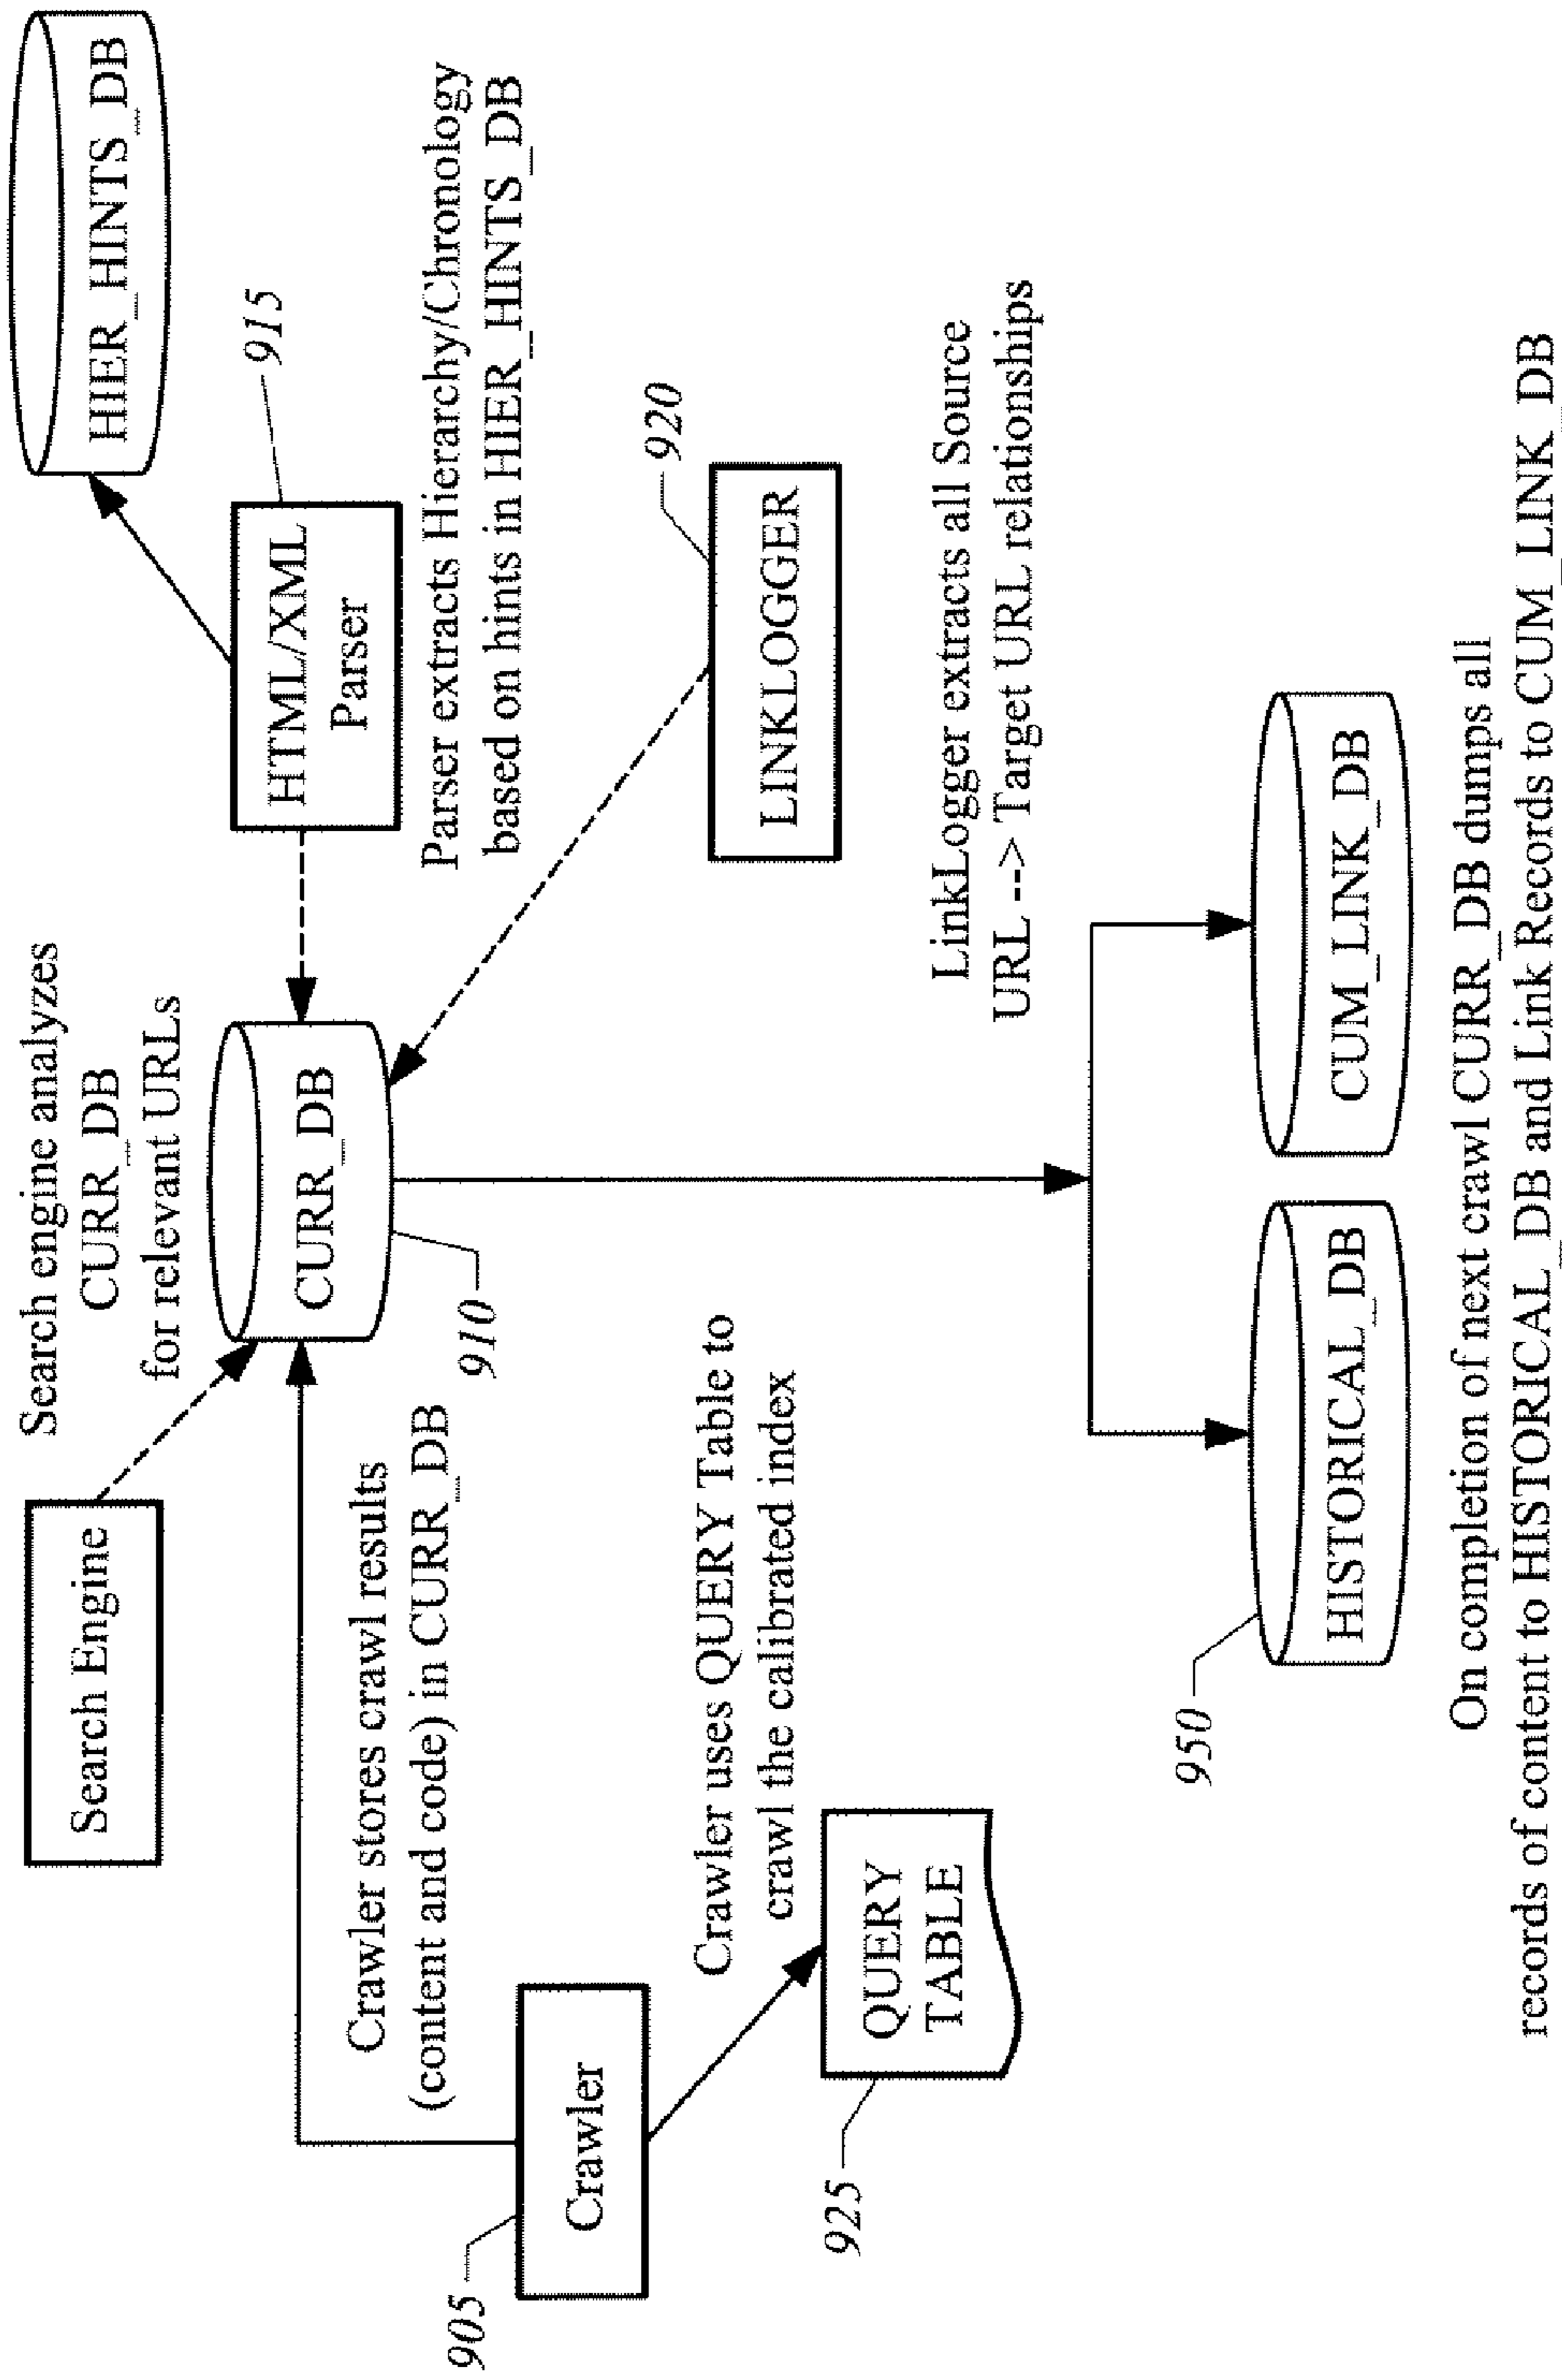 Search Engine
Search engine analyzes
CURR_DB
for relevant URLs
HIER_HINTS_DB
CURR_DB
910
HTML/XML
Parser
915
Parser extracts Hierarchy/Chronology
based on hints in HIER_HINTS_DB
Crawler stores crawl results
(content and code) in CURR_DB
905
Crawler
Crawler uses QUERY Table to
crawl the calibrated index
925
QUERY
TABLE
920
LINKLOGGER
LinkLogger extracts all Source
URL --> Target URL relationships
950
HISTORICAL_DB
CUM_LINK_DB
On completion of next crawl CURR_DB dumps all
records of content to HISTORICAL_DB and Link Records to CUM_LINK_DB